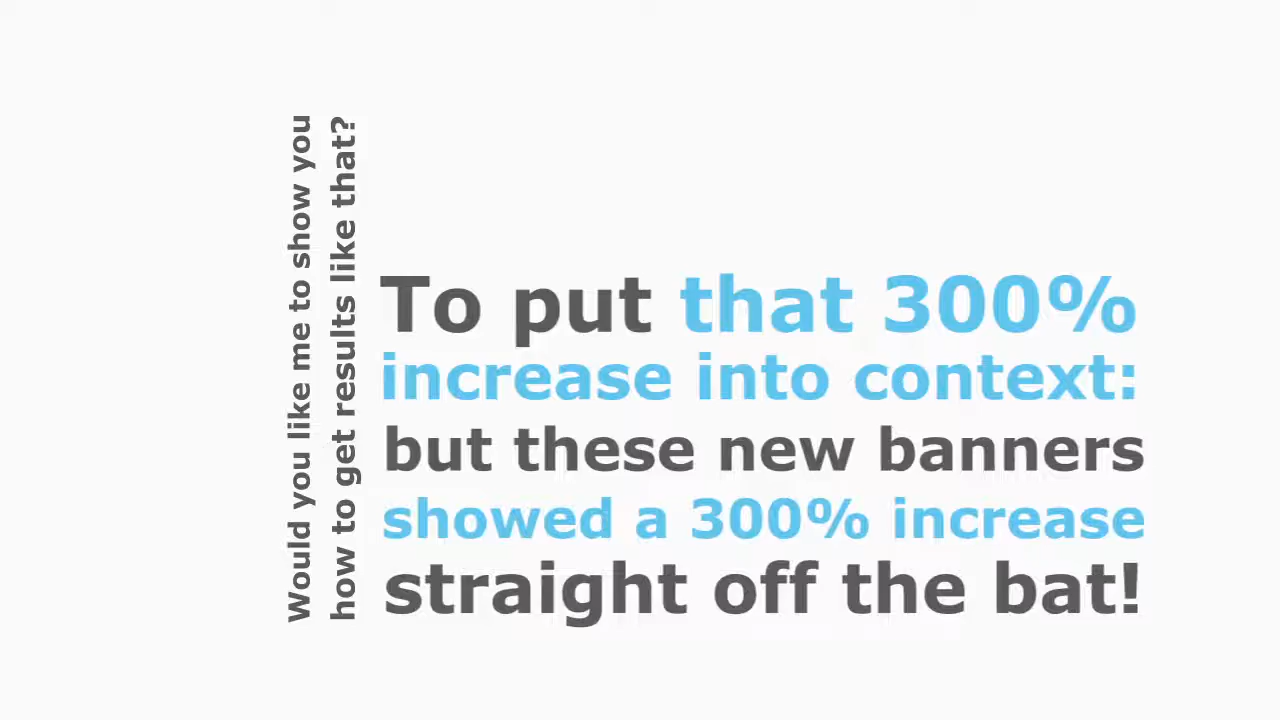 Would you like me to show you
how to get results like that?
To put that 300%
increase into context:
but these new banners
showed a 300% increase
straight off the bat!